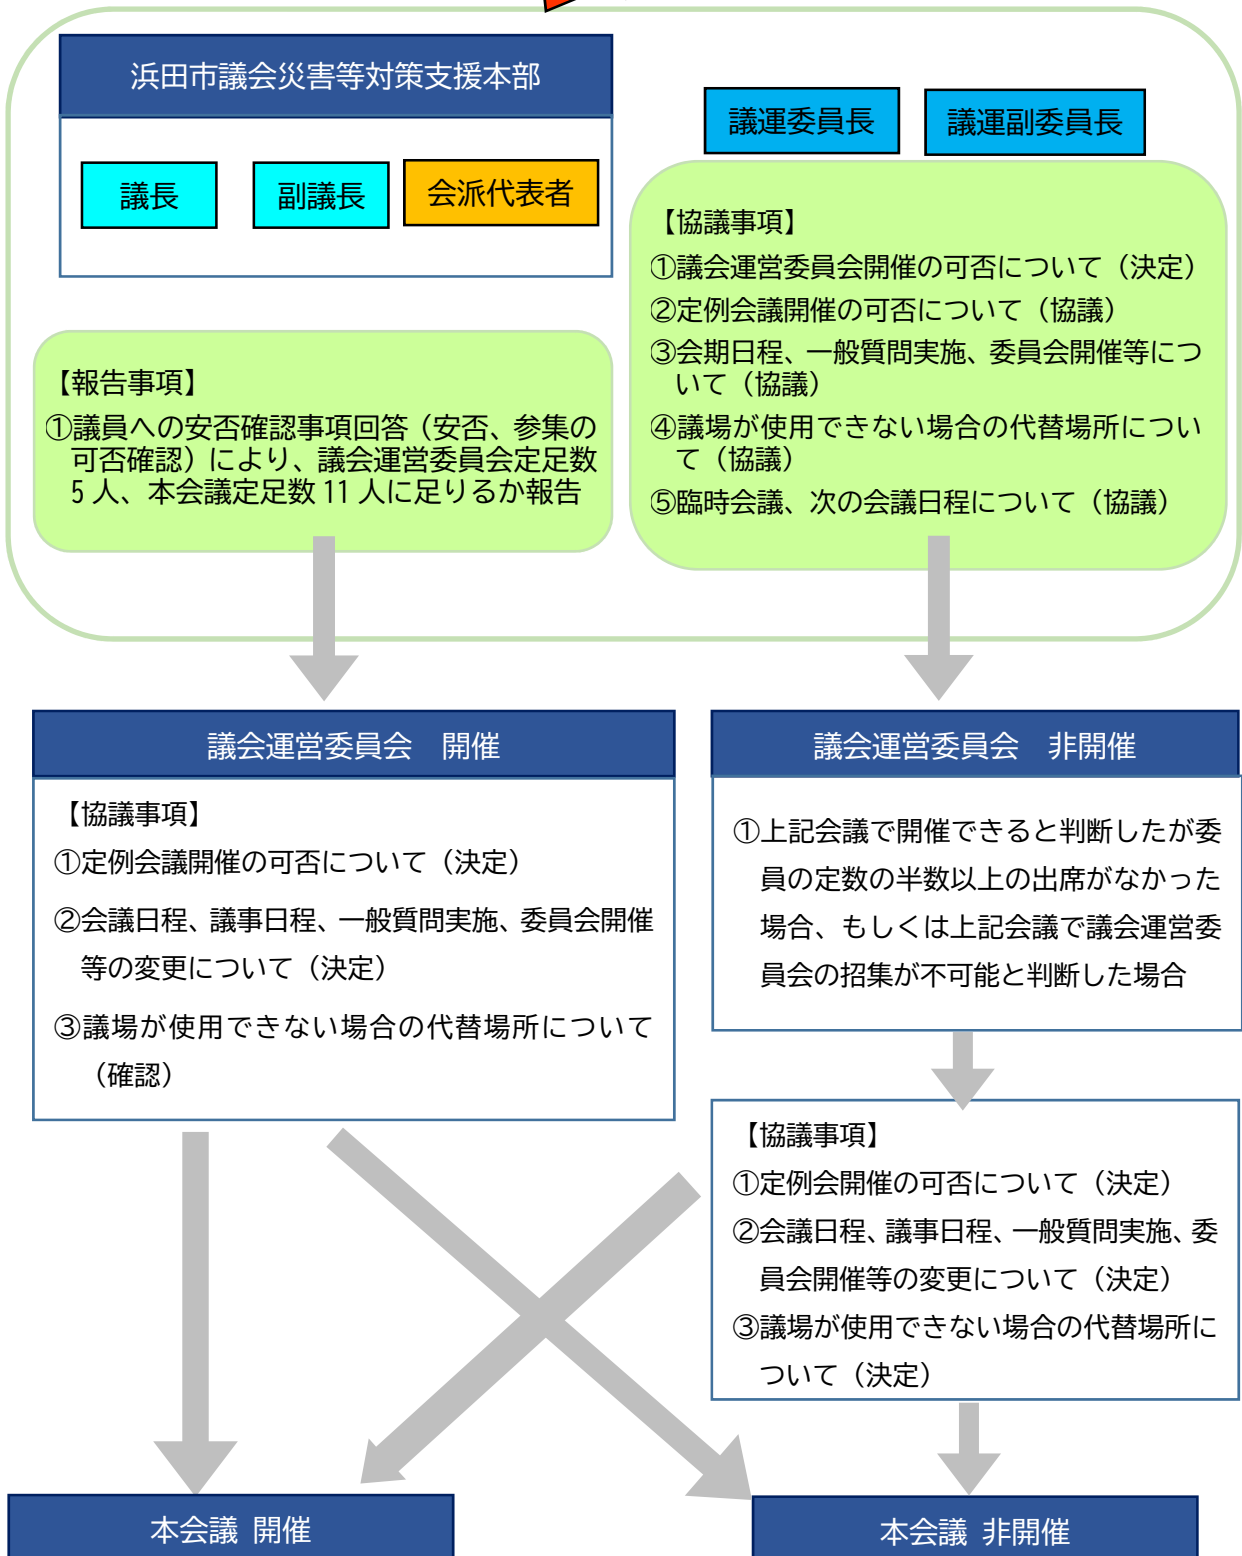 浜田市議会災害等対策支援本部
議長
副議長
会派代表者
議運委員長
議運副委員長
【報告事項】
①議員への安否確認事項回答（安否、参集の
可否確認）により、議会運営委員会定足数
5人、本会議定足数11人に足りるか報告
【協議事項】
①議会運営委員会開催の可否について（決定）
②定例会議開催の可否について（協議）
③会期日程、一般質問実施、委員会開催等につ
いて（協議）
④議場が使用できない場合の代替場所につい
て（協議）
⑤臨時会議、次の会議日程について（協議）
議会運営委員会　開催
【協議事項】
①定例会議開催の可否について（決定）
②会議日程、議事日程、一般質問実施、委員会開催
等の変更について（決定）
③議場が使用できない場合の代替場所について
（確認）
議会運営委員会　非開催
①上記会議で開催できると判断したが委
員の定数の半数以上の出席がなかった
場合、もしくは上記会議で議会運営委
員会の招集が不可能と判断した場合
【協議事項】
①定例会開催の可否について（決定）
②会議日程、議事日程、一般質問実施、委
員会開催等の変更について（決定）
③議場が使用できない場合の代替場所に
ついて（決定）
本会議 開催
本会議 非開催